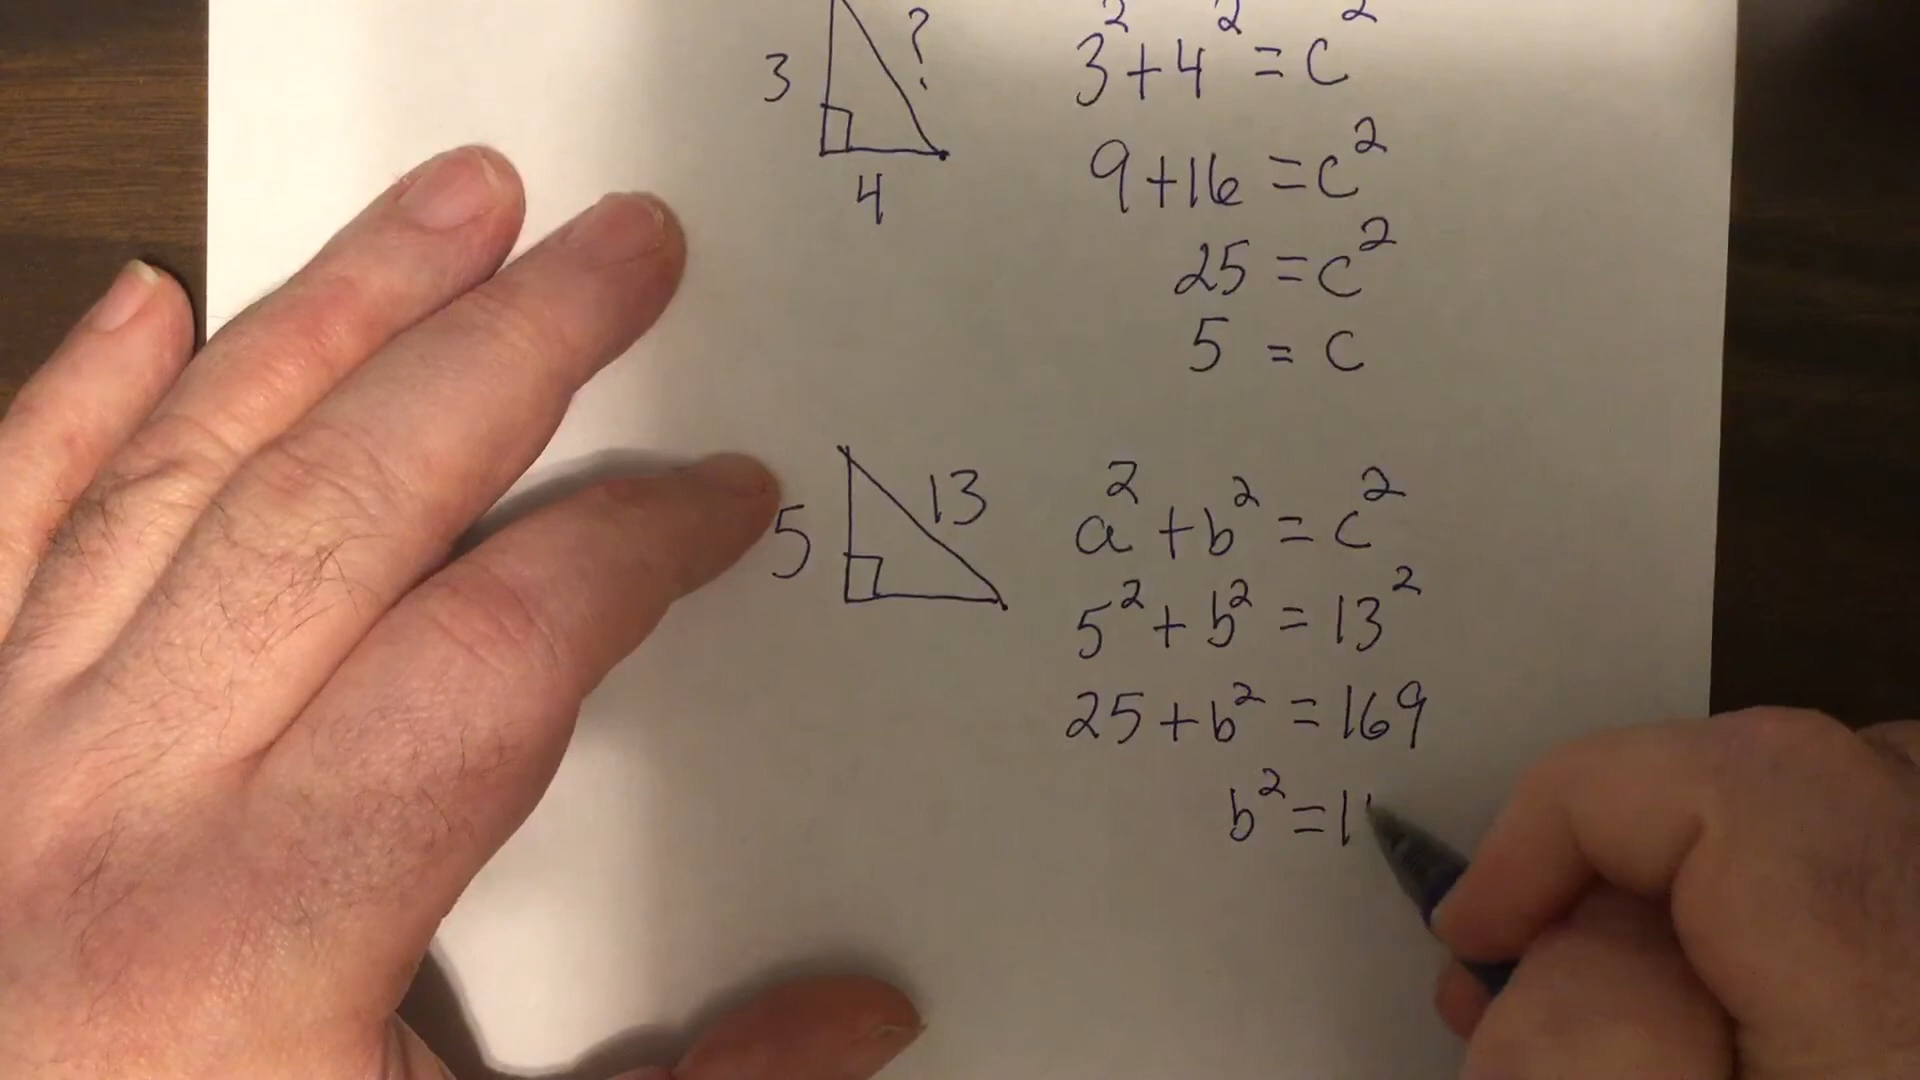 3 ?
4
3² + 4² = c²
9 + 16 = c²
25 = c²
5 = c
5 13
a² + b² = c²
5² + b² = 13²
25 + b² = 169
b² = 1